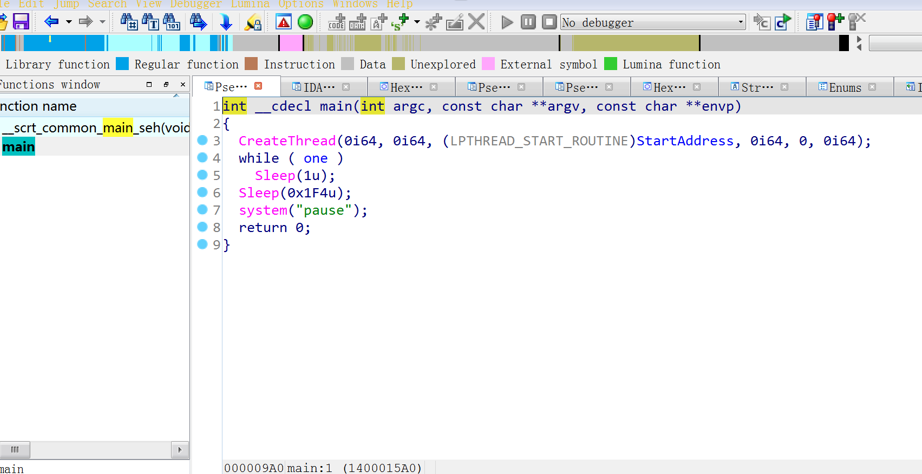 le Edit Jump Search View Debugger Lumina Options Windows Help
No debugger
Library function Regular function Instruction Data Unexplored External symbol Lumina function
Functions window
Pse… IDA… Hex… Pse… Pse… Hex… Str… Enums
nction name
__scrt_common_main_seh(void
main
1 int __cdecl main(int argc, const char **argv, const char **envp)
2 {
3 CreateThread(0i64, 0i64, (LPTHREAD_START_ROUTINE)StartAddress, 0i64, 0, 0i64);
4 while ( one )
5 Sleep(1u);
6 Sleep(0x1F4u);
7 system("pause");
8 return 0;
9 }
main
000009A0 main:1 (1400015A0)